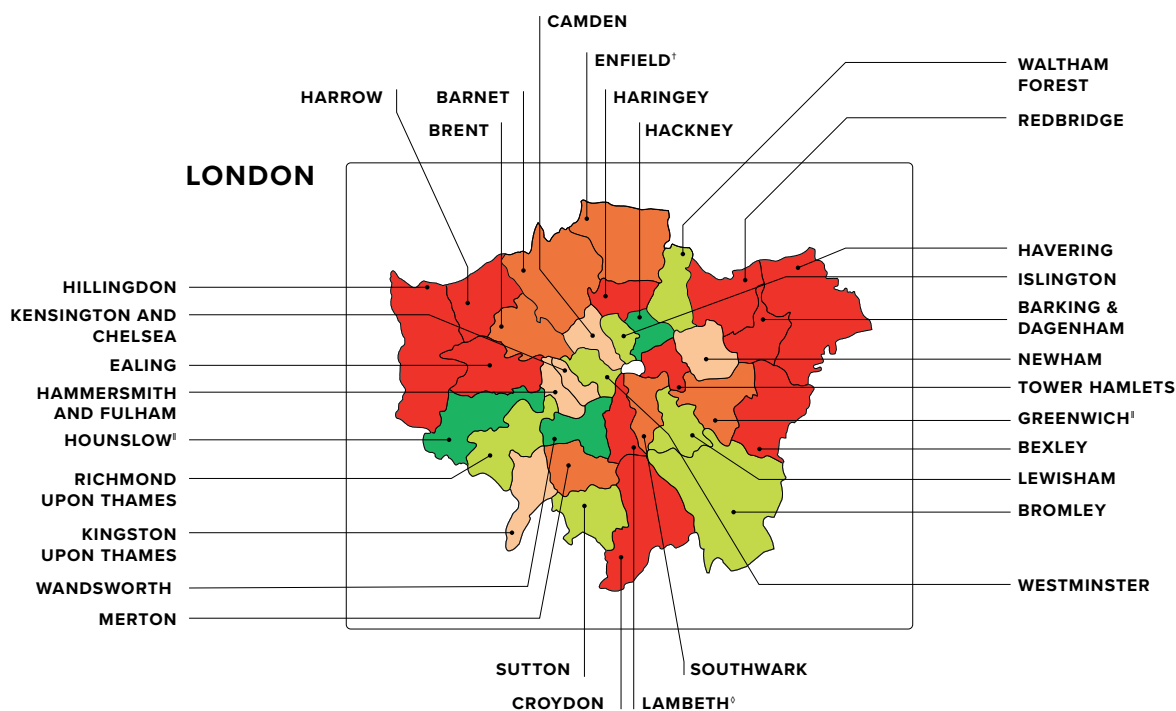 CAMDEN
ENFIELD†
HARROW
BARNET
HARINGEY
BRENT
HACKNEY
WALTHAM
FOREST
REDBRIDGE
LONDON
HILLINGDON
KENSINGTON AND
CHELSEA
EALING
HAMMERSMITH
AND FULHAM
HOUNSLOW‖
RICHMOND
UPON THAMES
KINGSTON
UPON THAMES
WANDSWORTH
MERTON
HAVERING
ISLINGTON
BARKING &
DAGENHAM
NEWHAM
TOWER HAMLETS
GREENWICH‖
BEXLEY
LEWISHAM
BROMLEY
WESTMINSTER
SUTTON
SOUTHWARK
CROYDON
LAMBETH◊